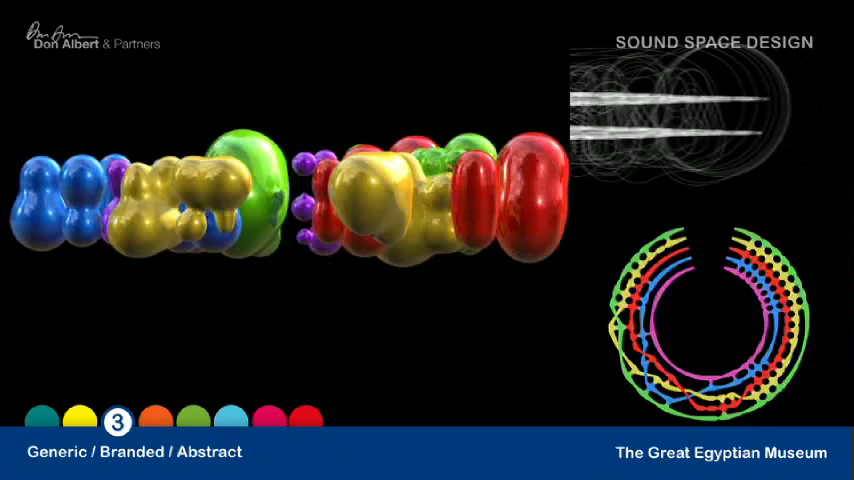 Don Albert & Partners
SOUND SPACE DESIGN
3
Generic / Branded / Abstract
The Great Egyptian Museum